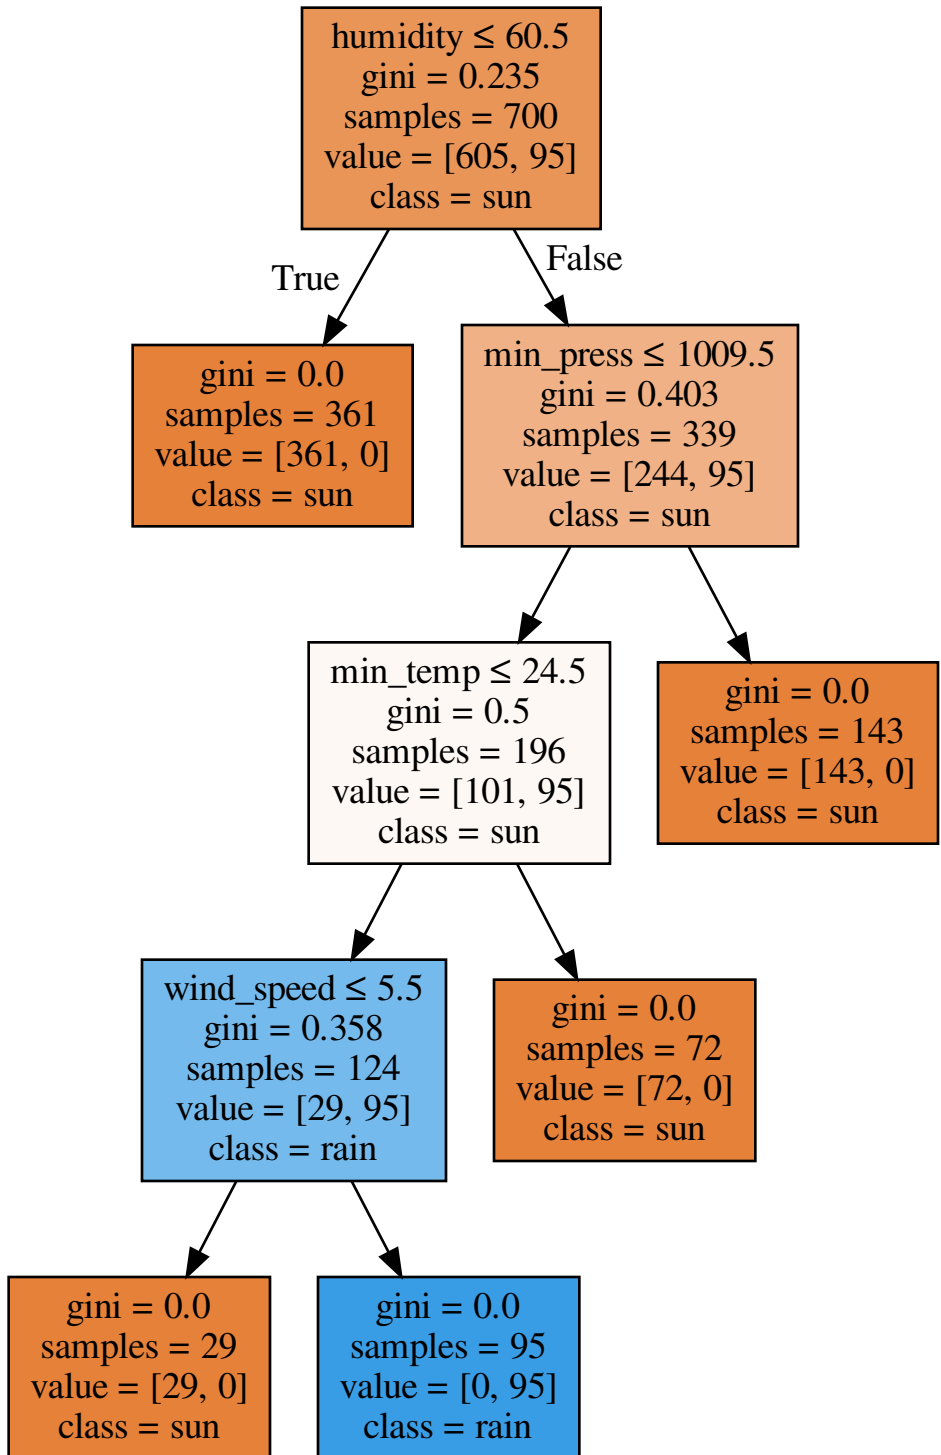 humidity ≤ 60.5
gini = 0.235
samples = 700
value = [605, 95]
class = sun
True
False
gini = 0.0
samples = 361
value = [361, 0]
class = sun
min_press ≤ 1009.5
gini = 0.403
samples = 339
value = [244, 95]
class = sun
min_temp ≤ 24.5
gini = 0.5
samples = 196
value = [101, 95]
class = sun
gini = 0.0
samples = 143
value = [143, 0]
class = sun
wind_speed ≤ 5.5
gini = 0.358
samples = 124
value = [29, 95]
class = rain
gini = 0.0
samples = 72
value = [72, 0]
class = sun
gini = 0.0
samples = 29
value = [29, 0]
class = sun
gini = 0.0
samples = 95
value = [0, 95]
class = rain